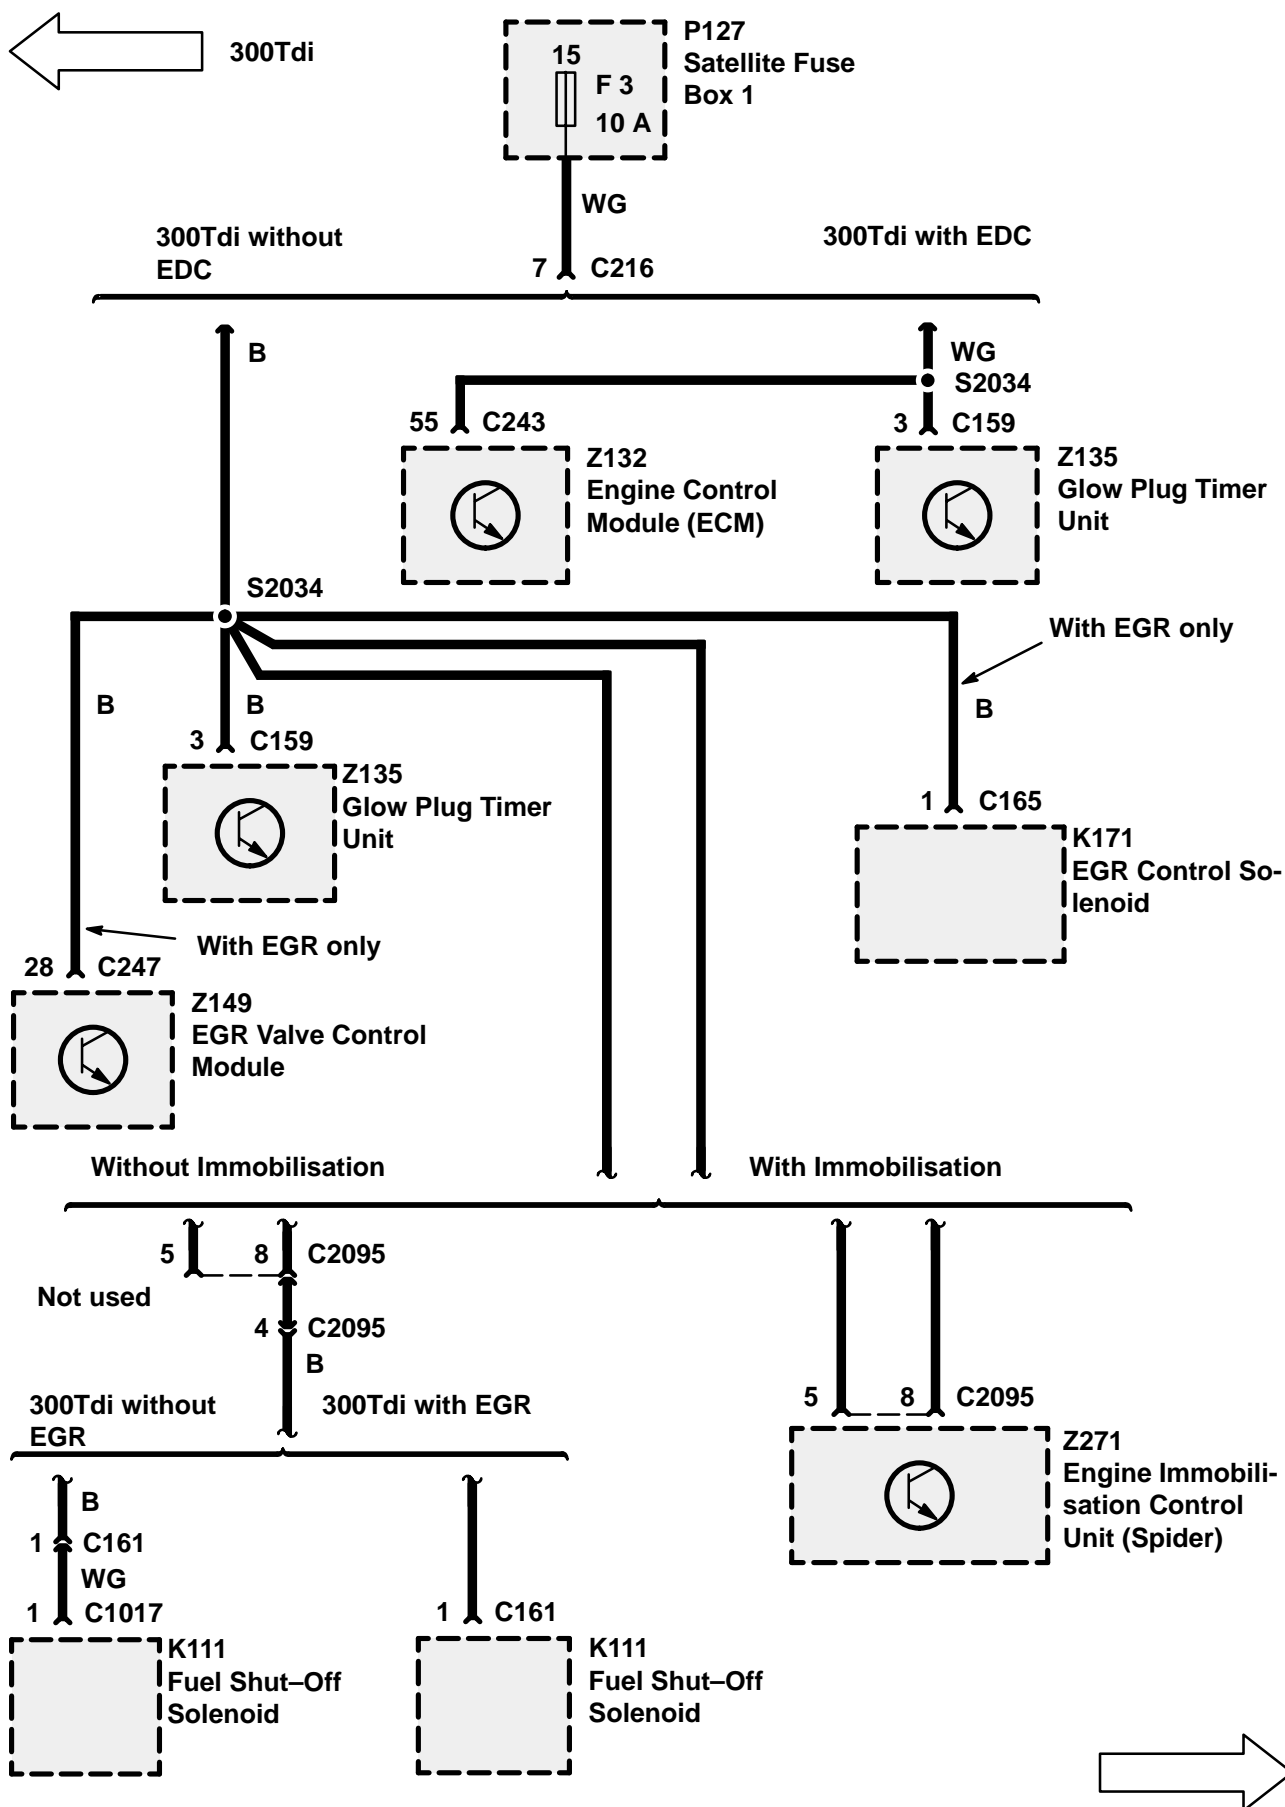 300Tdi
P127
Satellite Fuse
Box 1
15
F 3
10 A
WG
300Tdi without
EDC
300Tdi with EDC
7 C216
B
WG
S2034
55 C243
3 C159
Z132
Engine Control
Module (ECM)
Z135
Glow Plug Timer
Unit
S2034
With EGR only
B
B
B
3 C159
Z135
Glow Plug Timer
Unit
1 C165
K171
EGR Control So-
lenoid
With EGR only
28 C247
Z149
EGR Valve Control
Module
Without Immobilisation
With Immobilisation
5 8 C2095
Not used
4 C2095
B
300Tdi without
EGR
300Tdi with EGR
5 8 C2095
Z271
Engine Immobili-
sation Control
Unit (Spider)
B
1 C161
WG
1 C1017
K111
Fuel Shut–Off
Solenoid
1 C161
K111
Fuel Shut–Off
Solenoid